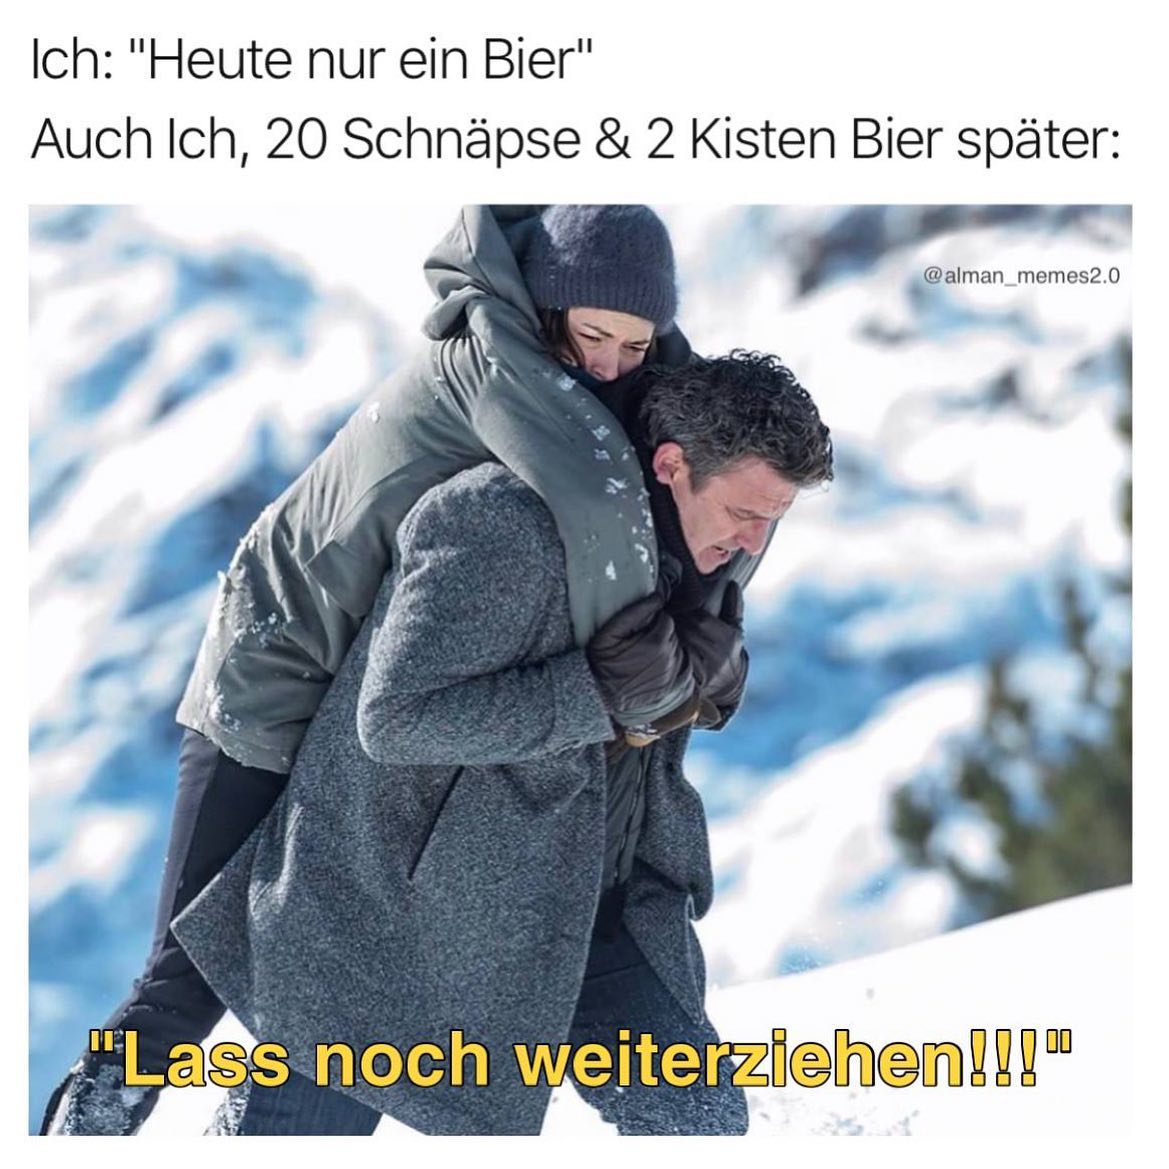 Ich: "Heute nur ein Bier"
Auch Ich, 20 Schnäpse & 2 Kisten Bier später:
@alman_memes2.0
"Lass noch weiterziehen!!!"